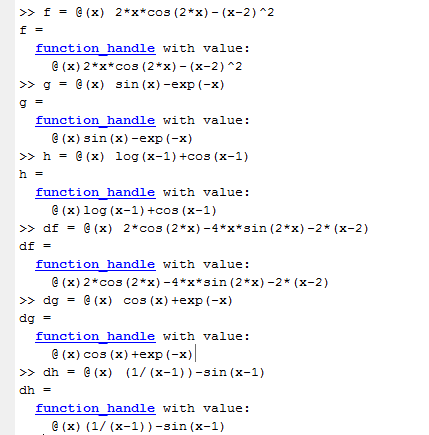 >> f = @(x) 2*x*cos(2*x)-(x-2)^2
f =
function_handle with value:
@(x)2*x*cos(2*x)-(x-2)^2
>> g = @(x) sin(x)-exp(-x)
g =
function_handle with value:
@(x)sin(x)-exp(-x)
>> h = @(x) log(x-1)+cos(x-1)
h =
function_handle with value:
@(x)log(x-1)+cos(x-1)
>> df = @(x) 2*cos(2*x)-4*x*sin(2*x)-2*(x-2)
df =
function_handle with value:
@(x)2*cos(2*x)-4*x*sin(2*x)-2*(x-2)
>> dg = @(x) cos(x)+exp(-x)
dg =
function_handle with value:
@(x)cos(x)+exp(-x)
>> dh = @(x) (1/(x-1))-sin(x-1)
dh =
function_handle with value:
@(x)(1/(x-1))-sin(x-1)